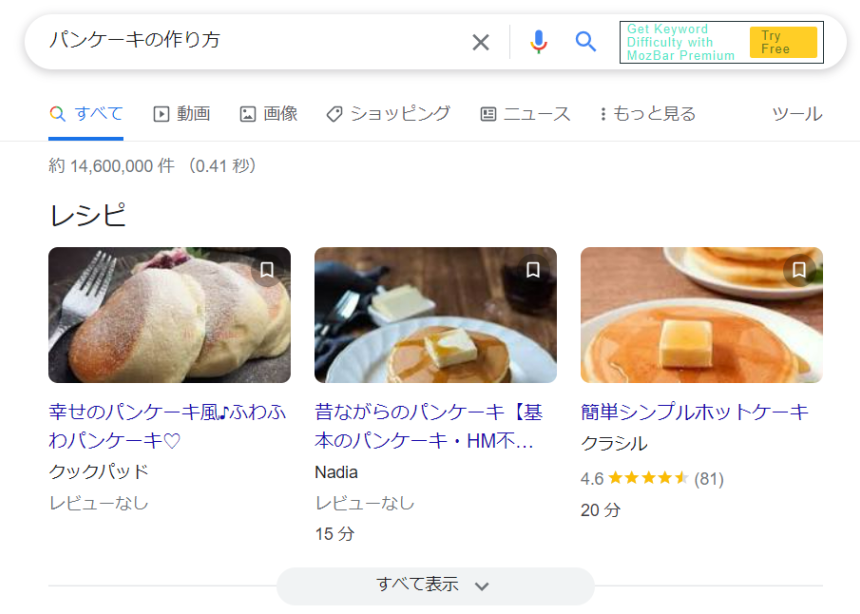 パンケーキの作り方
Get Keyword
Difficulty with
MozBar Premium
Try
Free
すべて
動画
画像
ショッピング
ニュース
もっと見る
ツール
約 14,600,000 件 （0.41 秒）
レシピ
幸せのパンケーキ風♪ふわふ
わパンケーキ♡
クックパッド
レビューなし
昔ながらのパンケーキ【基
本のパンケーキ・HM不...
Nadia
レビューなし
15 分
簡単シンプルホットケーキ
クラシル
4.6 ★★★★★ (81)
20 分
すべて表示